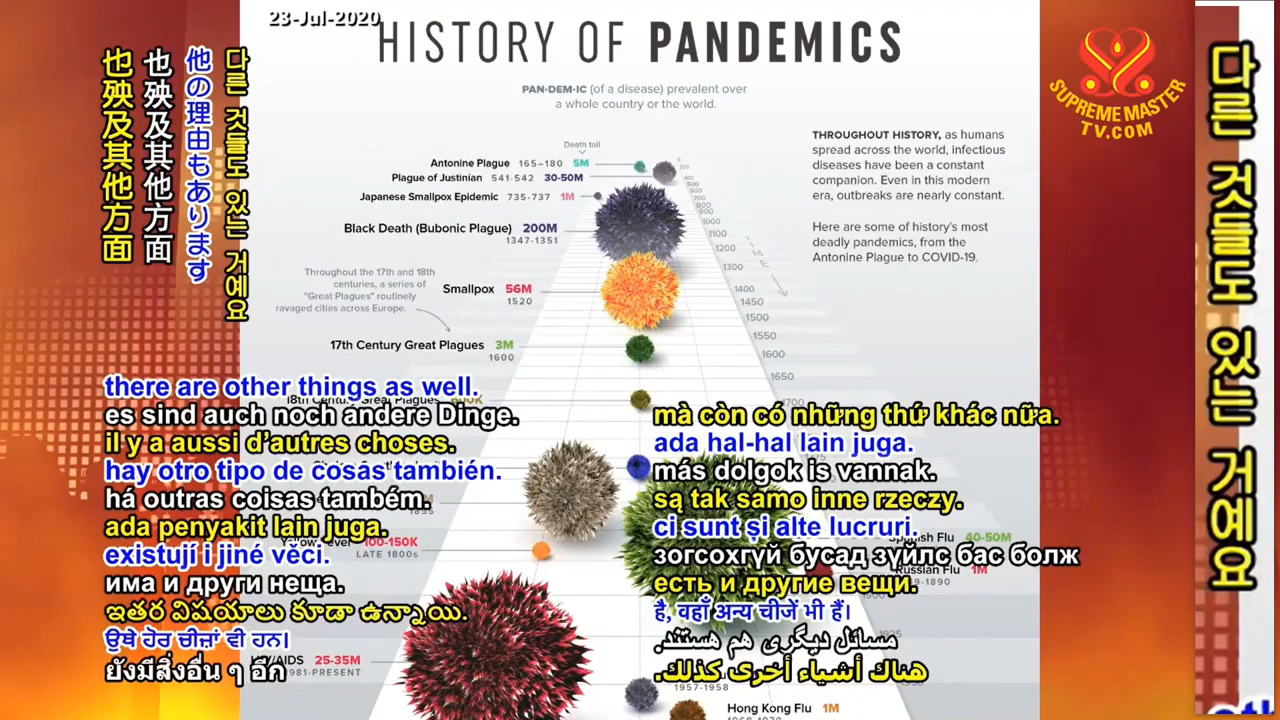 23-Jul-2020
HISTORY OF PANDEMICS
PAN·DEM·IC (of a disease) prevalent over
a whole country or the world.
SUPREME MASTER
TV.COM
THROUGHOUT HISTORY, as humans
spread across the world, infectious
diseases have been a constant
companion. Even in this modern
era, outbreaks are nearly constant.
Here are some of history's most
deadly pandemics, from the
Antonine Plague to COVID-19.
Death toll
Antonine Plague 165-180 5M
Plague of Justinian 541-542 30-50M
Japanese Smallpox Epidemic 735-737 1M
Black Death (Bubonic Plague) 200M
1347-1351
Throughout the 17th and 18th
centuries, a series of
"Great Plagues" routinely
ravaged cities across Europe.
Smallpox 56M
1520
17th Century Great Plagues 3M
1600
TIME
1000
1100
1200
1300
1400
1450
1500
1550
1600
1650
다른 것들도 있는 거예요
他の理由もあります
也殃及其他方面
也殃及其他方面
다른 것들도 있는 거예요
there are other things as well.
es sind auch noch andere Dinge.
il y a aussi d'autres choses.
hay otro tipo de cosas también.
há outras coisas também.
ada penyakit lain juga.
existují i jiné věci.
има и други неща.
ఇతర విషయాలు కూడా ఉన్నాయి.
ਉਥੇ ਹੋਰ ਚੀਜ਼ਾਂ ਵੀ ਹਨ।
ยังมีสิ่งอื่น ๆ อีก
mà còn có những thứ khác nữa.
ada hal-hal lain juga.
más dolgok is vannak.
są tak samo inne rzeczy.
ci sunt și alte lucruri.
зогсохгүй бусад зүйлс бас болж
есть и другие вещи.
है, वहाँ अन्य चीजें भी हैं।
مسائل دیگری هم هستند.
هناك أشياء أخرى كذلك.
100-150K
LATE 1800s
Spanish Flu 40-50M
Russian Flu 1M
HIV/AIDS 25-35M
1981-PRESENT
1957-1958
Hong Kong Flu 1M